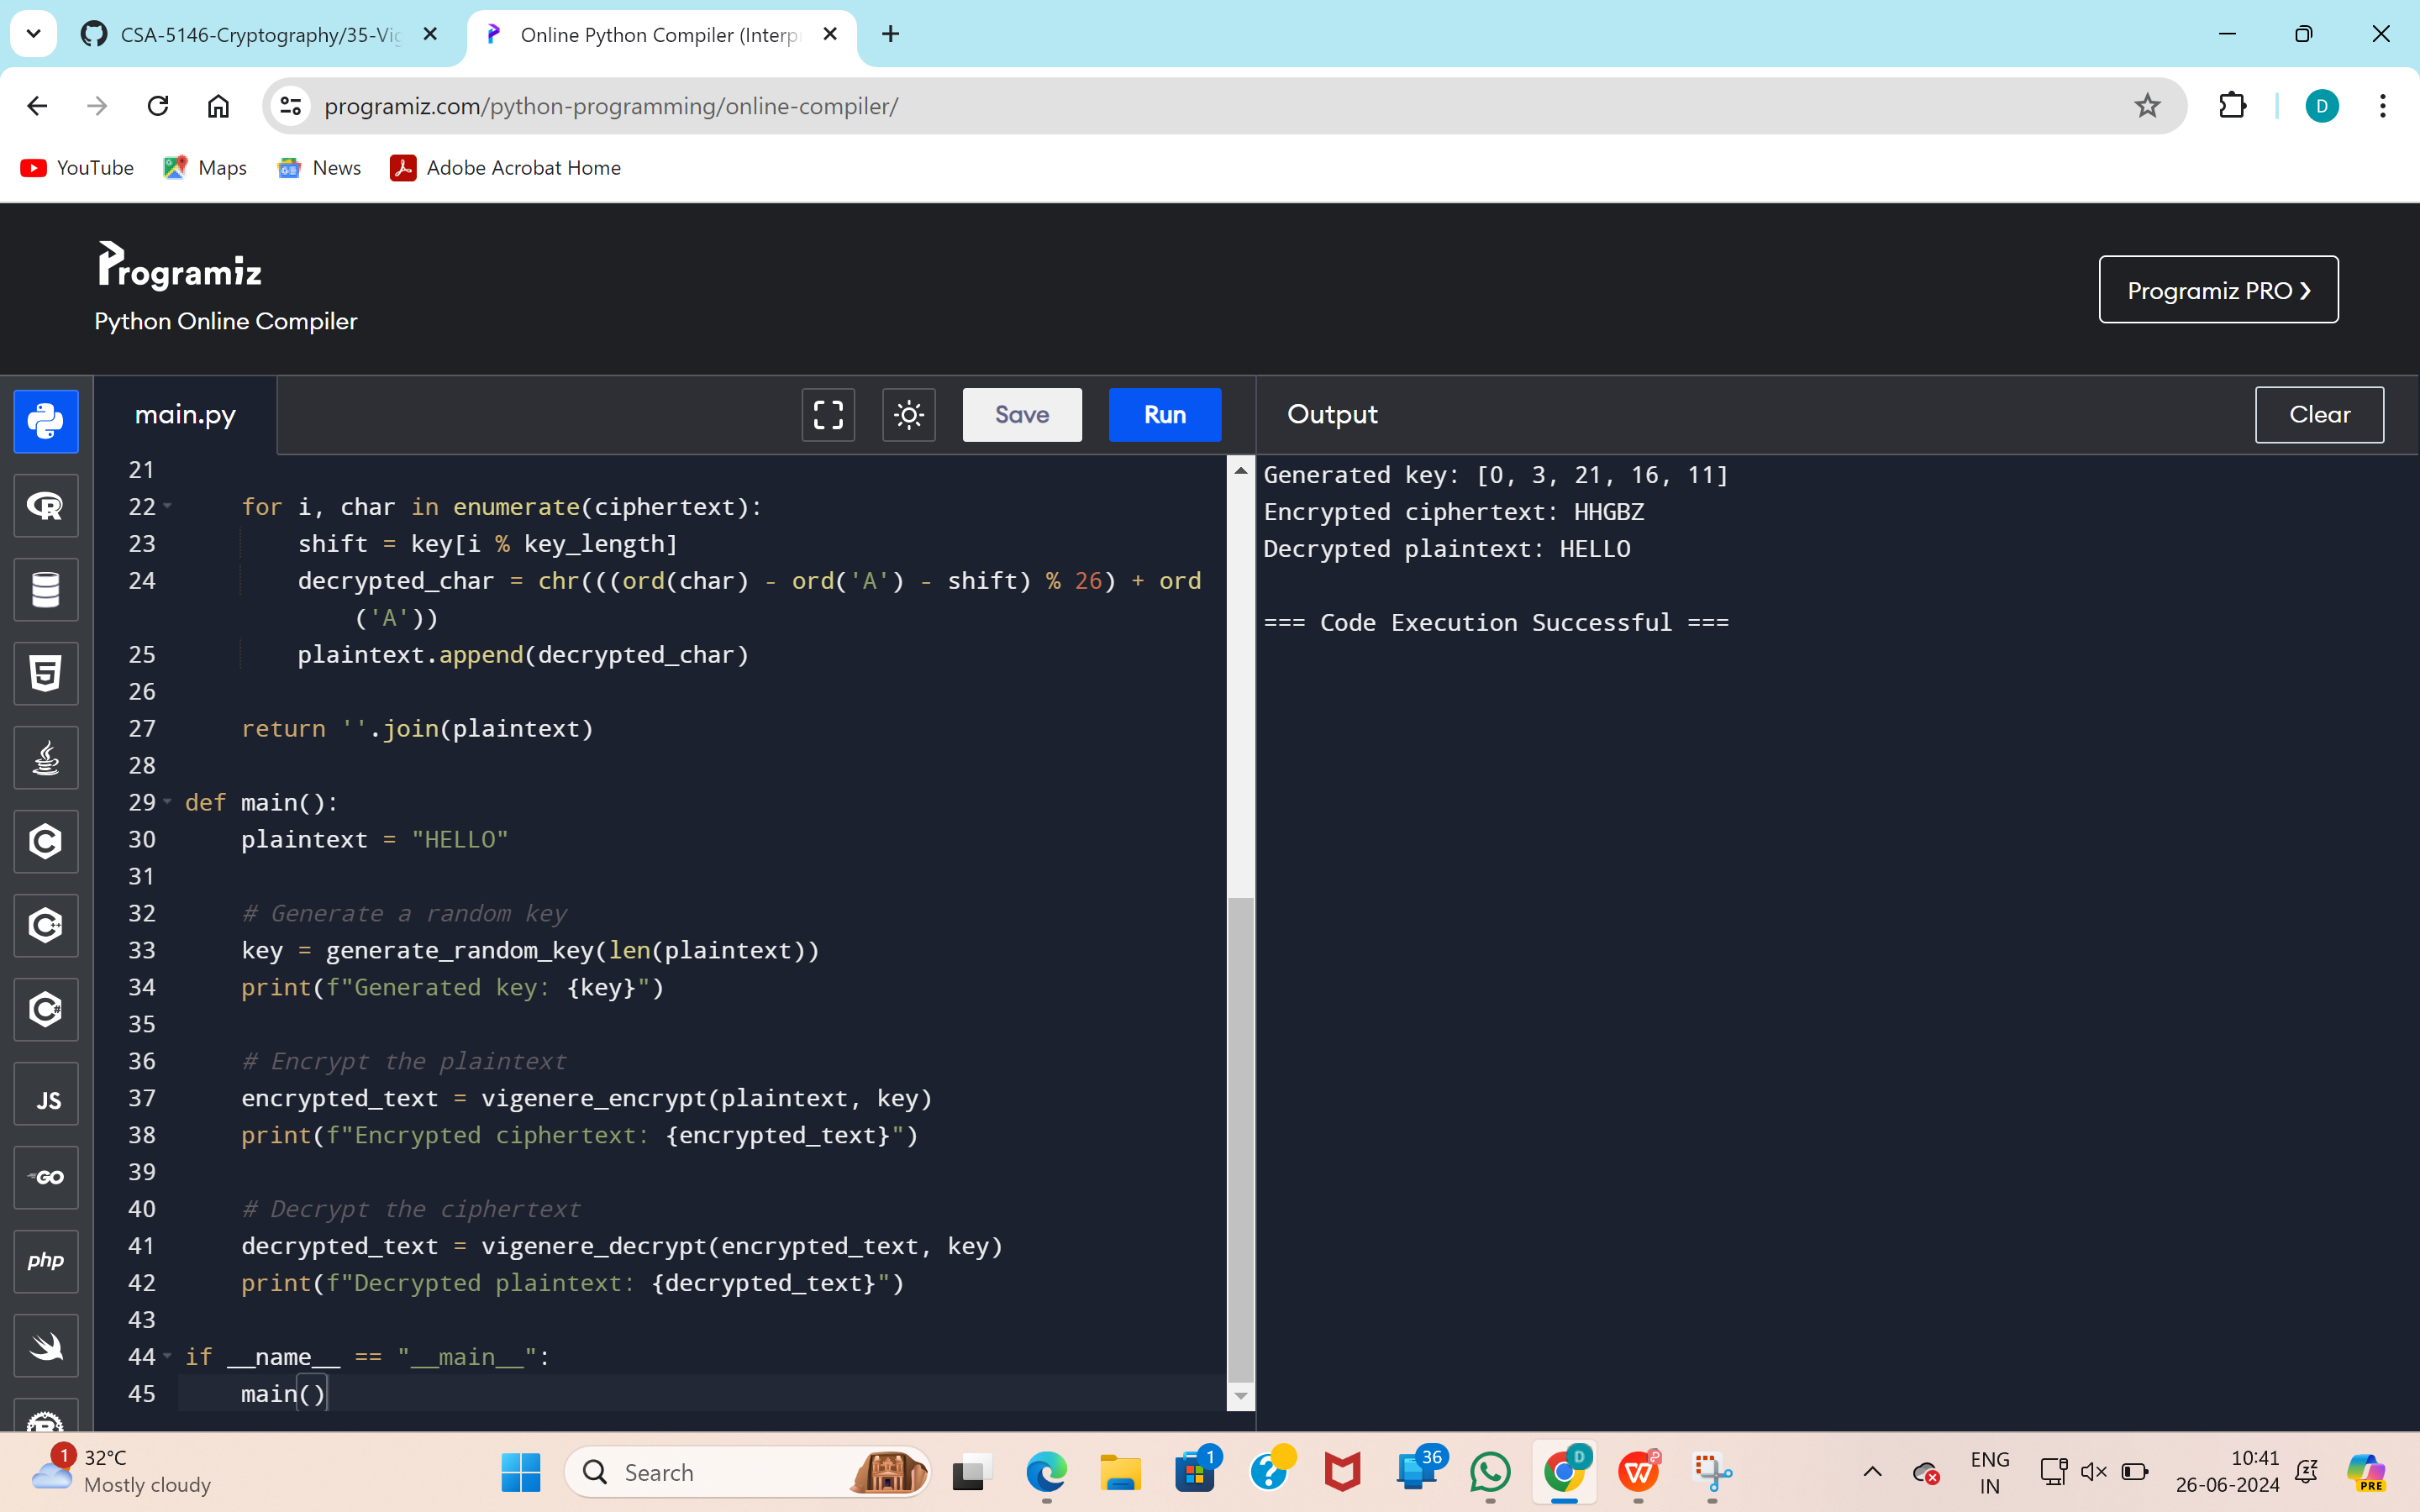 CSA-5146-Cryptography/35-Vig
Online Python Compiler (Interp
programiz.com/python-programming/online-compiler/
D
YouTube
Maps
News
Adobe Acrobat Home
Programiz
Python Online Compiler
Programiz PRO ❯
main.py
Save
Run
Output
Clear
21
22 for i, char in enumerate(ciphertext):
23 shift = key[i % key_length]
24 decrypted_char = chr(((ord(char) - ord('A') - shift) % 26) + ord
('A'))
25 plaintext.append(decrypted_char)
26
27 return ''.join(plaintext)
28
29 def main():
30 plaintext = "HELLO"
31
32 # Generate a random key
33 key = generate_random_key(len(plaintext))
34 print(f"Generated key: {key}")
35
36 # Encrypt the plaintext
37 encrypted_text = vigenere_encrypt(plaintext, key)
38 print(f"Encrypted ciphertext: {encrypted_text}")
39
40 # Decrypt the ciphertext
41 decrypted_text = vigenere_decrypt(encrypted_text, key)
42 print(f"Decrypted plaintext: {decrypted_text}")
43
44 if __name__ == "__main__":
45 main()
Generated key: [0, 3, 21, 16, 11]
Encrypted ciphertext: HHGBZ
Decrypted plaintext: HELLO
=== Code Execution Successful ===
R
5
C
C++
C#
JS
GO
php
1
32°C
Mostly cloudy
Search
1
36
D
W
ENG
IN
10:41
26-06-2024
PRE